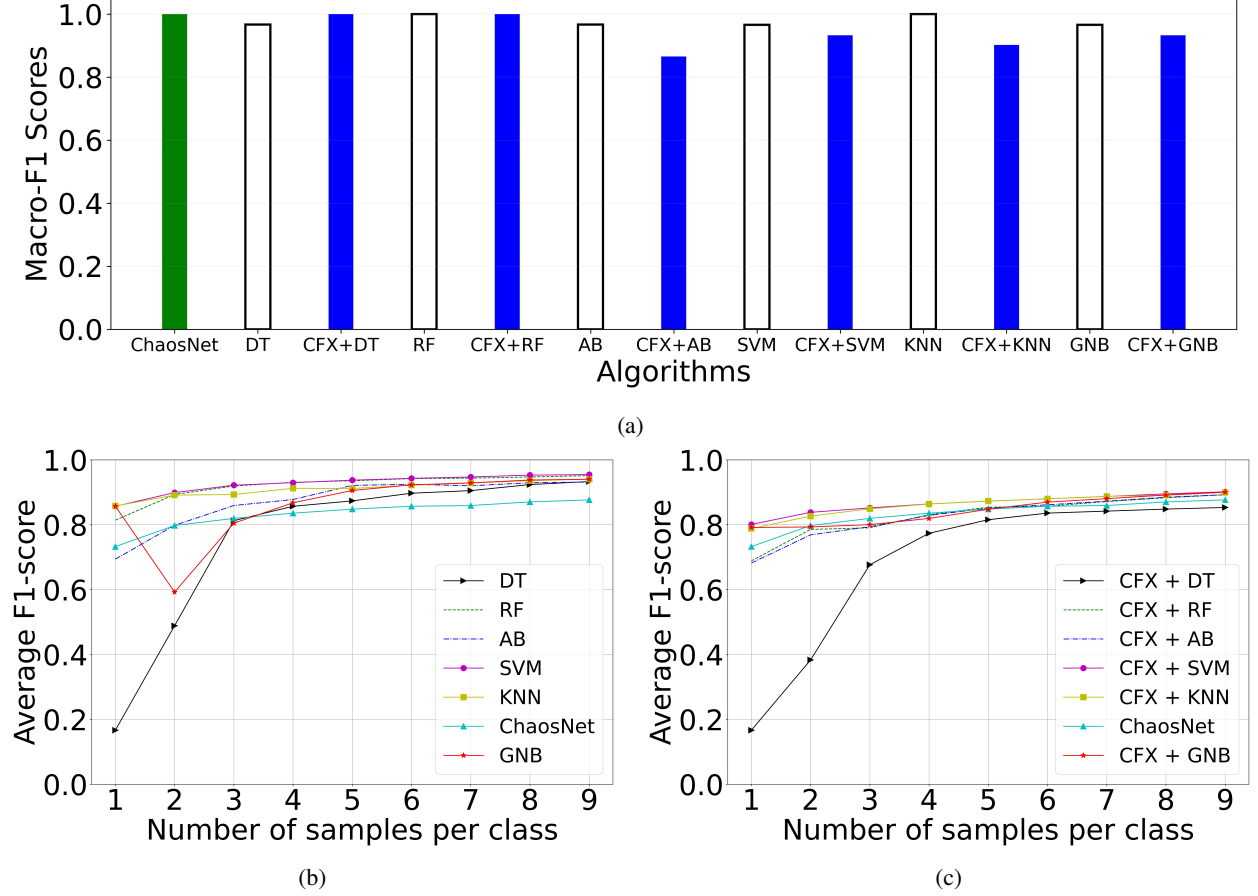 Macro-F1 Scores
1.0
0.8
0.6
0.4
0.2
0.0
ChaosNet DT CFX+DT RF CFX+RF AB CFX+AB SVM CFX+SVM KNN CFX+KNN GNB CFX+GNB
Algorithms
(a)
Average F1-score
1.0
0.8
0.6
0.4
0.2
0.0
DT
RF
AB
SVM
KNN
ChaosNet
GNB
1 2 3 4 5 6 7 8 9
Number of samples per class
(b)
Average F1-score
1.0
0.8
0.6
0.4
0.2
0.0
CFX + DT
CFX + RF
CFX + AB
CFX + SVM
CFX + KNN
ChaosNet
CFX + GNB
1 2 3 4 5 6 7 8 9
Number of samples per class
(c)